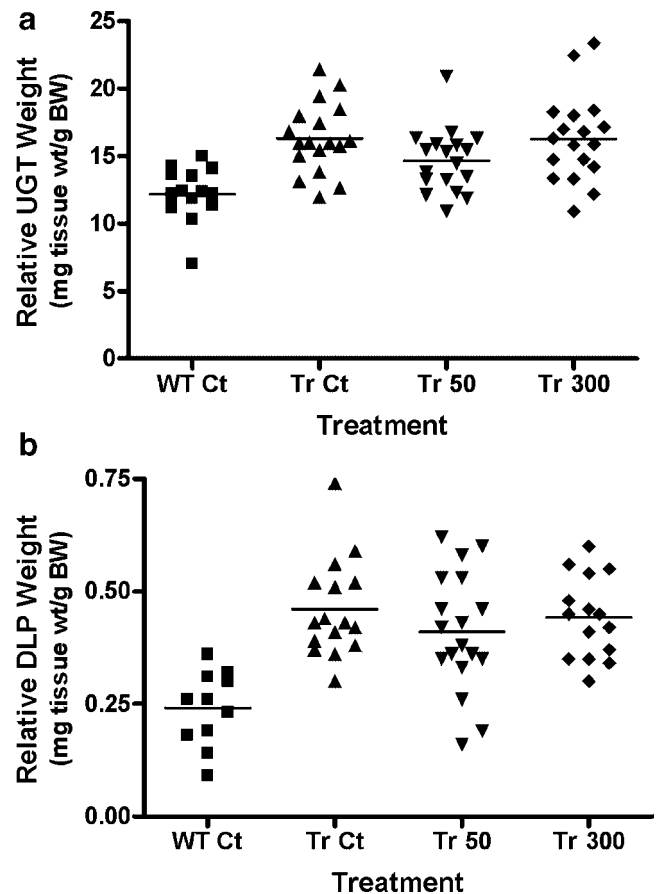 a
Relative UGT Weight
(mg tissue wt/g BW)
25
20
15
10
5
0
WT Ct Tr Ct Tr 50 Tr 300
Treatment
b
Relative DLP Weight
(mg tissue wt/g BW)
0.75
0.50
0.25
0.00
WT Ct Tr Ct Tr 50 Tr 300
Treatment